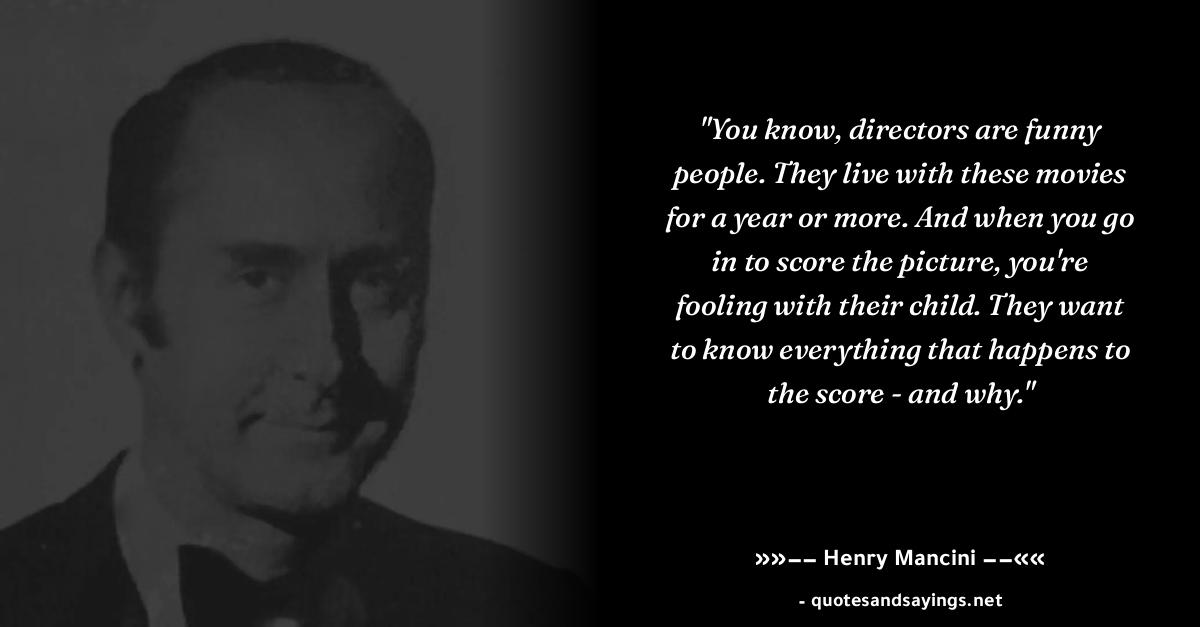 "You know, directors are funny
people. They live with these movies
for a year or more. And when you go
in to score the picture, you're
fooling with their child. They want
to know everything that happens to
the score - and why."
»»–– Henry Mancini ––««
- quotesandsayings.net